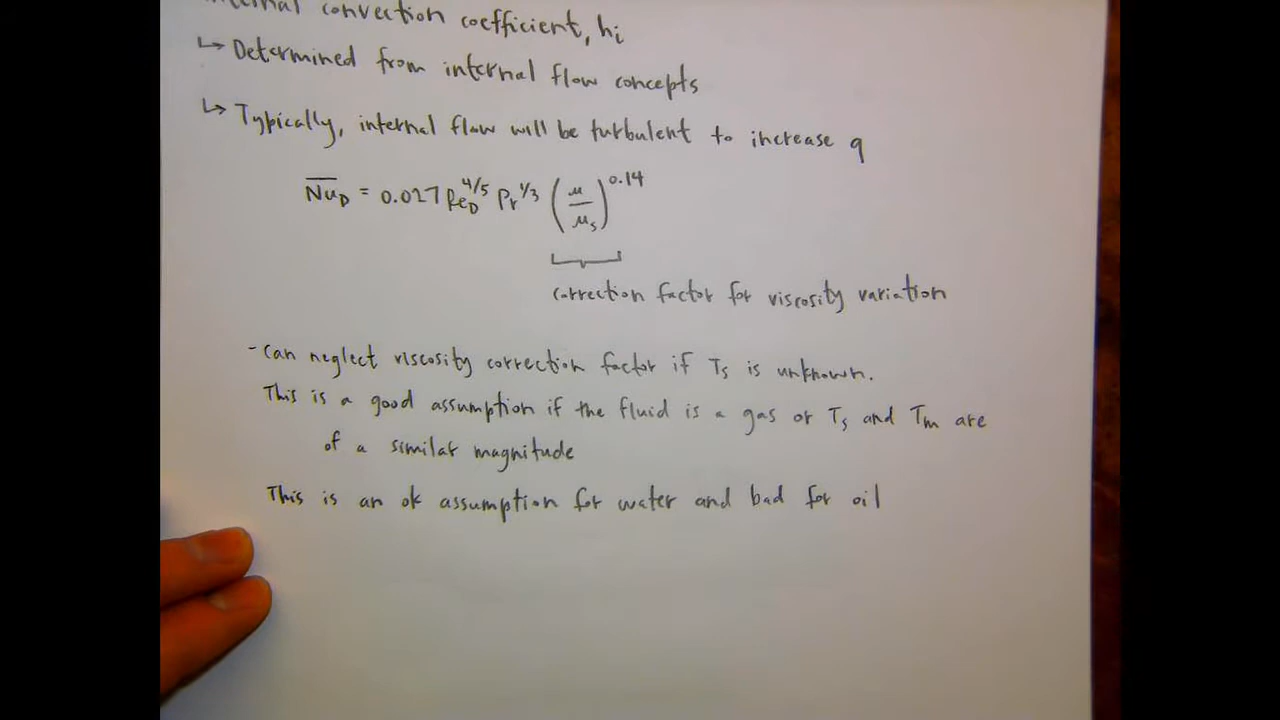 convection coefficient, hi
↳ Determined from internal flow concepts
↳ Typically, internal flow will be turbulent to increase q
N̅u̅_D = 0.027 Re_D^4/5 Pr^1/3 (μ/μ_s)^0.14
correction factor for viscosity variation
- Can neglect viscosity correction factor if Ts is unknown.
This is a good assumption if the fluid is a gas or Ts and Tm are
of a similar magnitude
This is an ok assumption for water and bad for oil